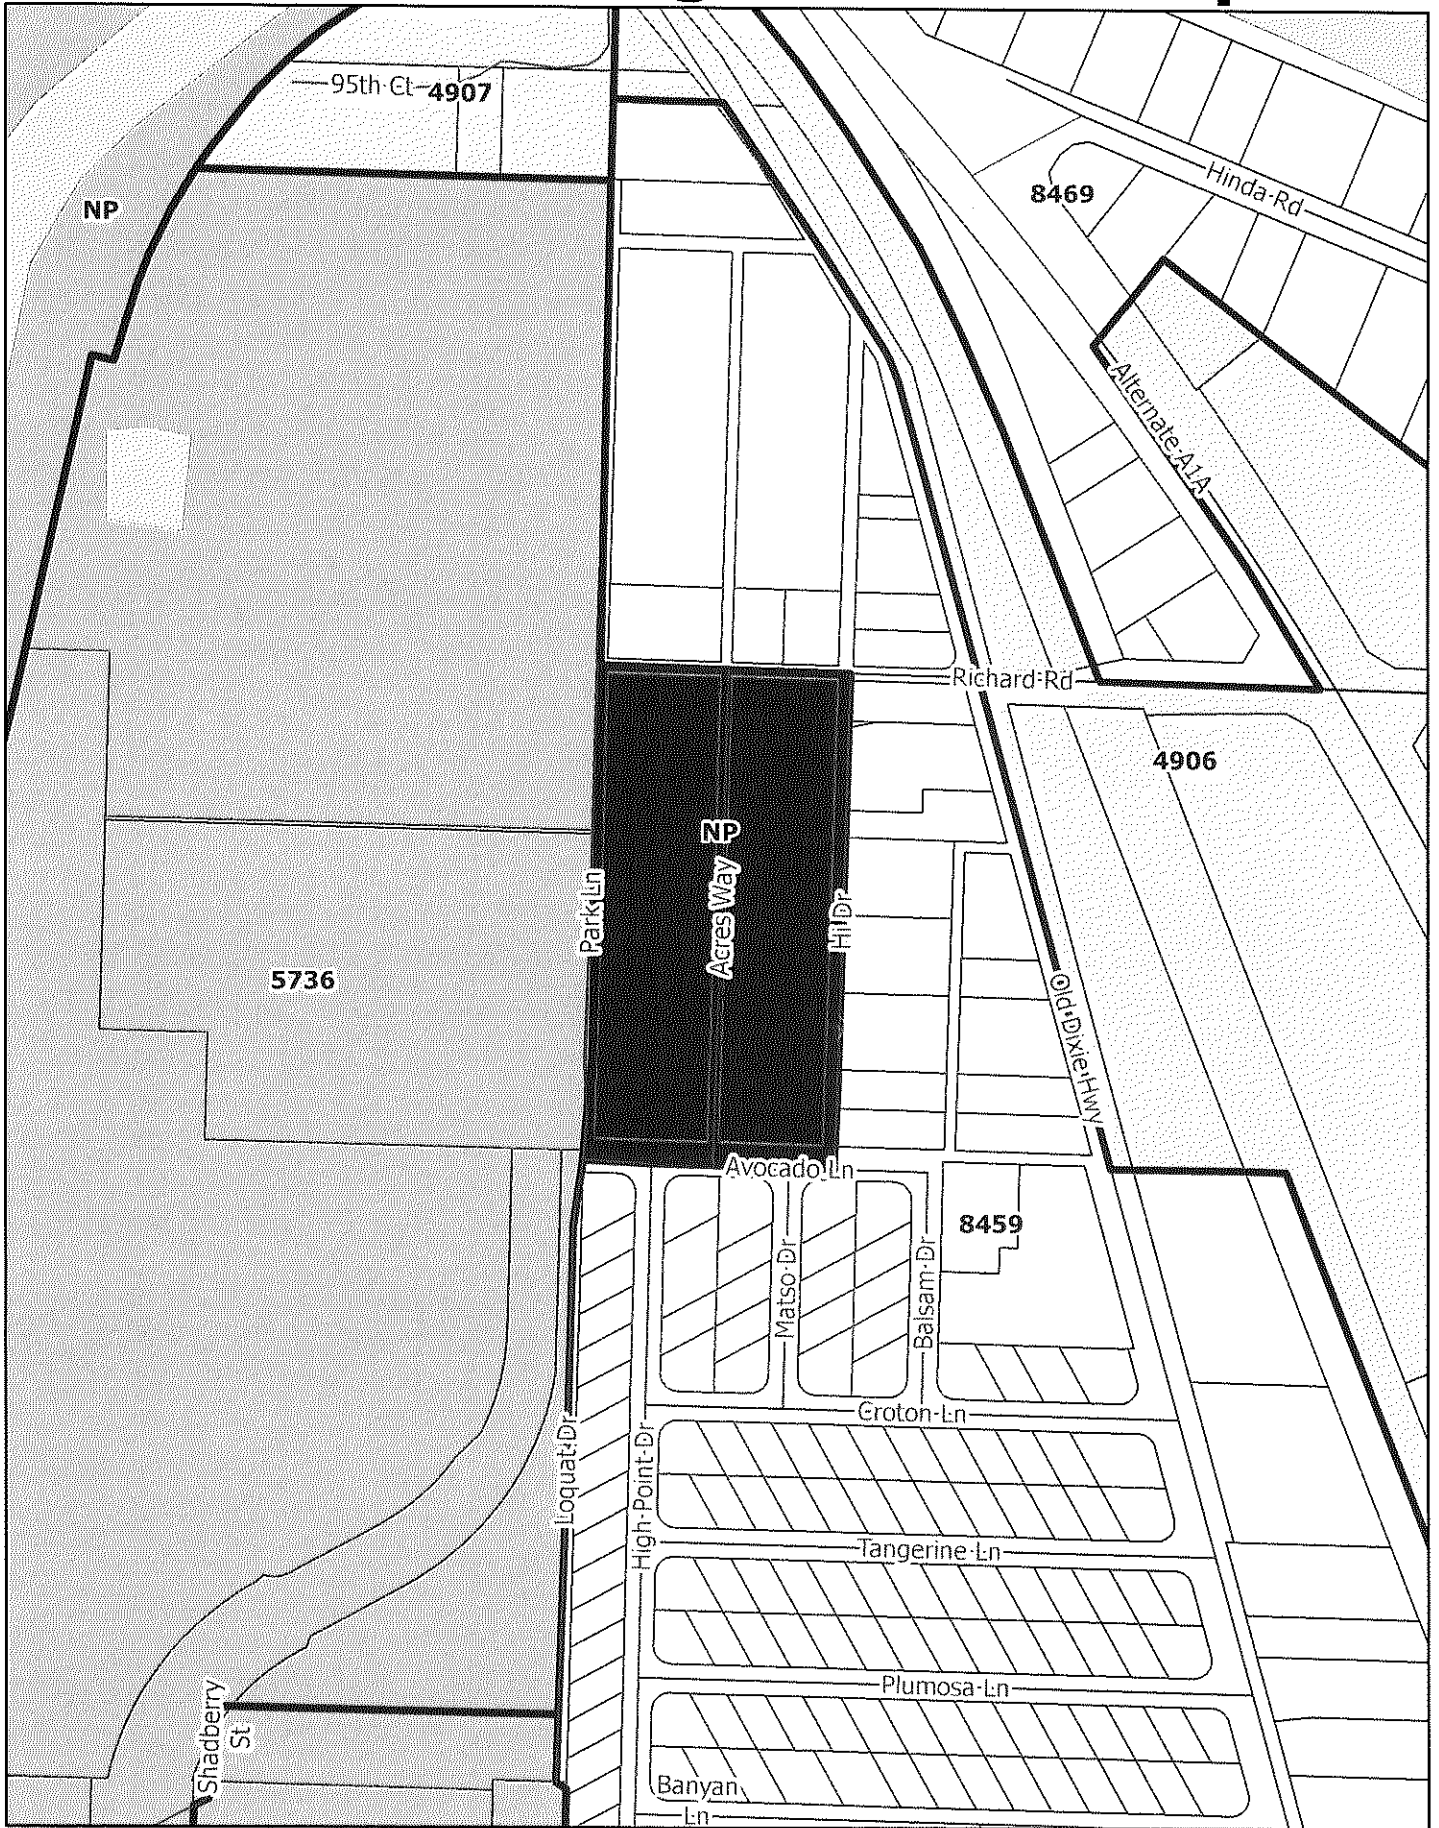 95th Ct
4907
NP
8469
Hinda Rd
Alternate A1A
Richard Rd
4906
NP
Park Ln
Acres Way
Hi Dr
5736
Old Dixie Hwy
Avocado Ln
8459
Matso Dr
Balsam Dr
Croton Ln
Loquat Dr
High Point Dr
Tangerine Ln
Plumosa Ln
Shadberry
St
Banyan
Ln